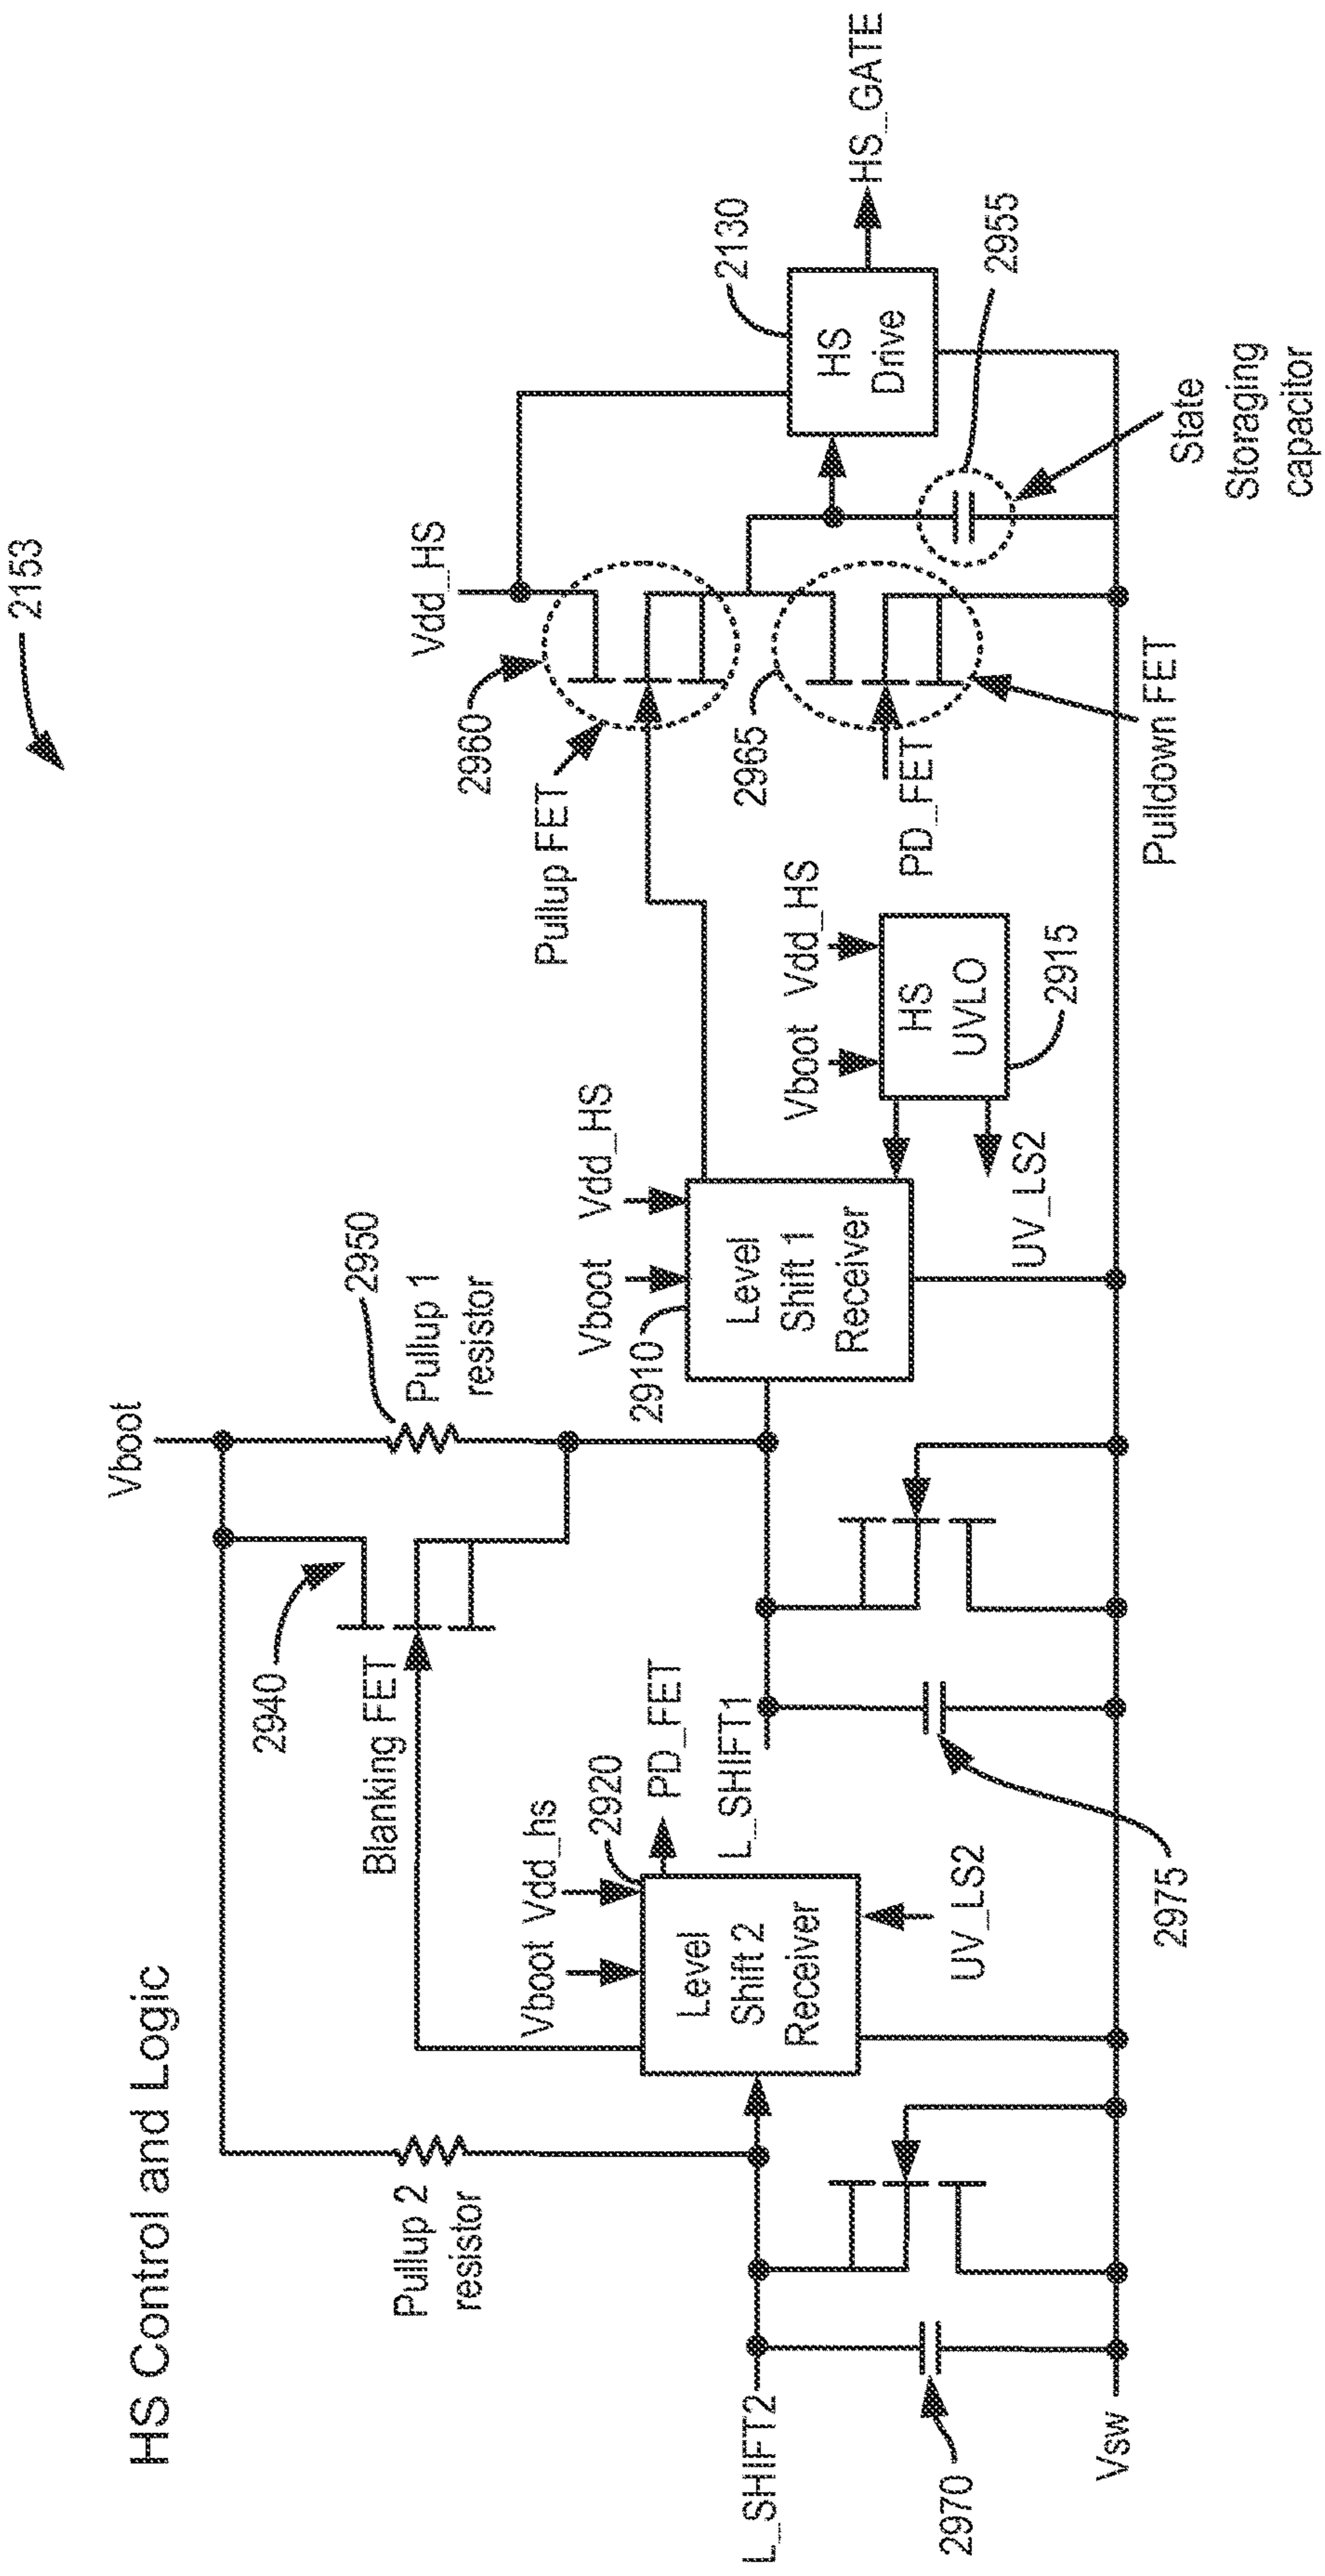 HS Control and Logic
2153
Vboot
2950
Pullup 1
resistor
2940
Blanking FET
Pullup 2
resistor
Vdd_HS
2960
Pullup FET
2130
HS
Drive
HS_GATE
2955
State
Storaging
capacitor
2965
PD_FET
Pulldown FET
Vboot
Vdd_HS
HS
UVLO
2915
UV_LS2
Vboot
Vdd_HS
2910
Level
Shift 1
Receiver
Vboot
Vdd_hs
2920
PD_FET
Level
Shift 2
Receiver
UV_LS2
L_SHIFT1
2975
L_SHIFT2
2970
Vsw